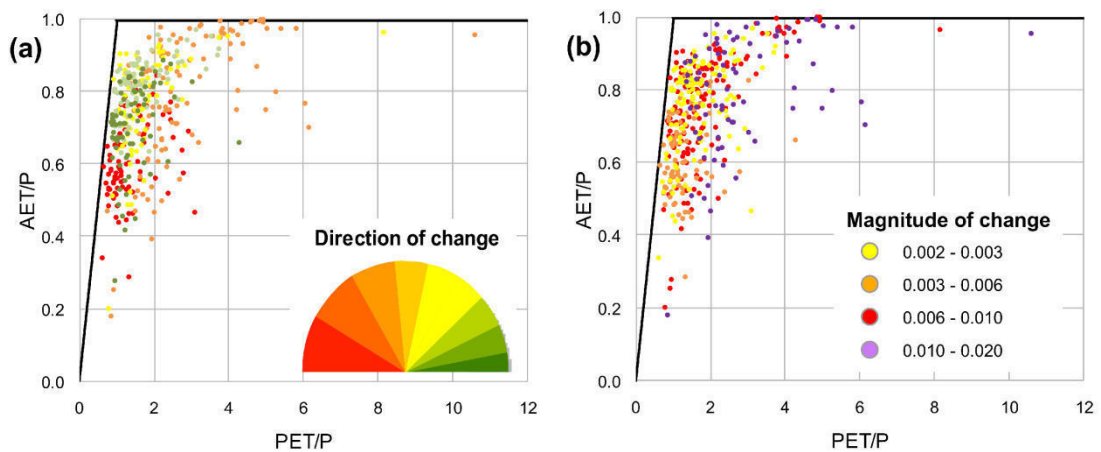 (a)
1.0
0.8
0.6
0.4
0.2
0.0
AET/P
0 2 4 6 8 10 12
PET/P
Direction of change
(b)
1.0
0.8
0.6
0.4
0.2
0.0
AET/P
0 2 4 6 8 10 12
PET/P
Magnitude of change
0.002 - 0.003
0.003 - 0.006
0.006 - 0.010
0.010 - 0.020